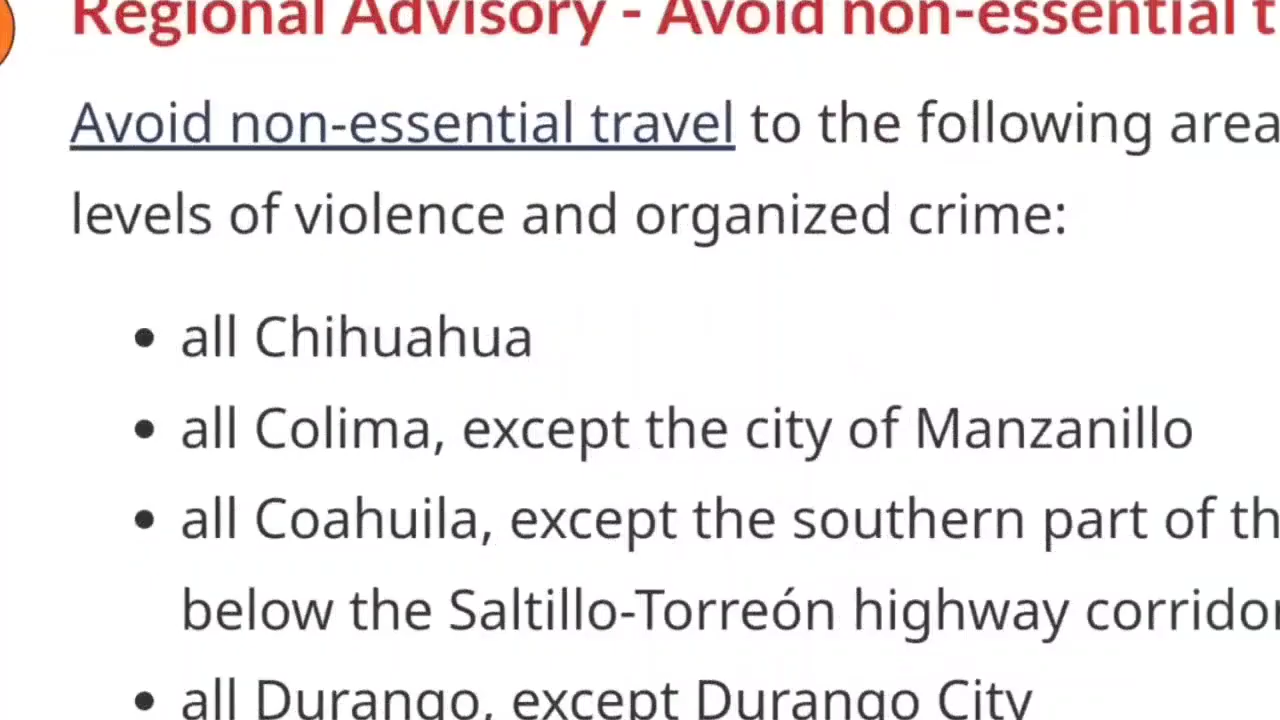 Regional Advisory - Avoid non-essential t
Avoid non-essential travel to the following area
levels of violence and organized crime:
• all Chihuahua
• all Colima, except the city of Manzanillo
• all Coahuila, except the southern part of th
below the Saltillo-Torreón highway corridor
• all Durango, except Durango City